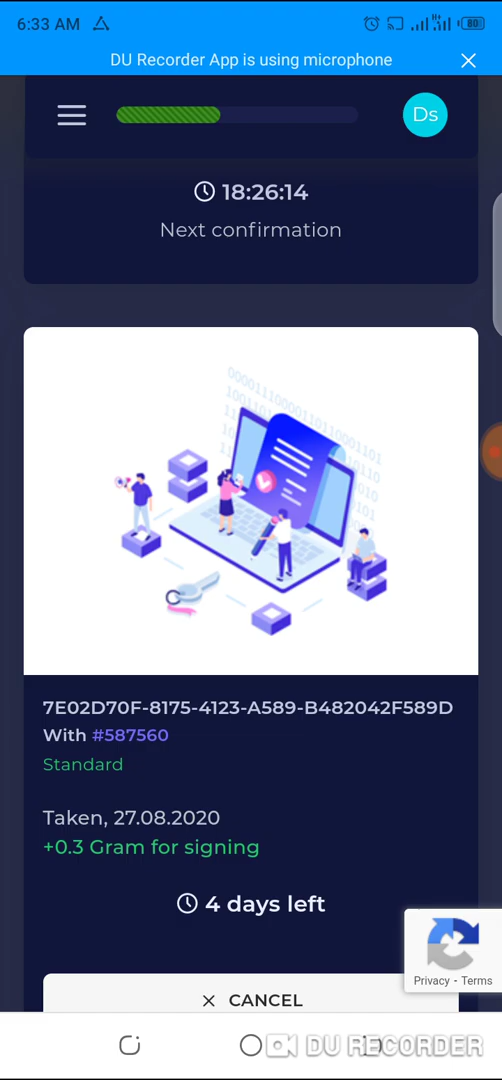 6:33 AM
80
DU Recorder App is using microphone
Ds
18:26:14
Next confirmation
7E02D70F-8175-4123-A589-B482042F589D
With #587560
Standard
Taken, 27.08.2020
+0.3 Gram for signing
4 days left
Privacy - Terms
CANCEL
DU RECORDER